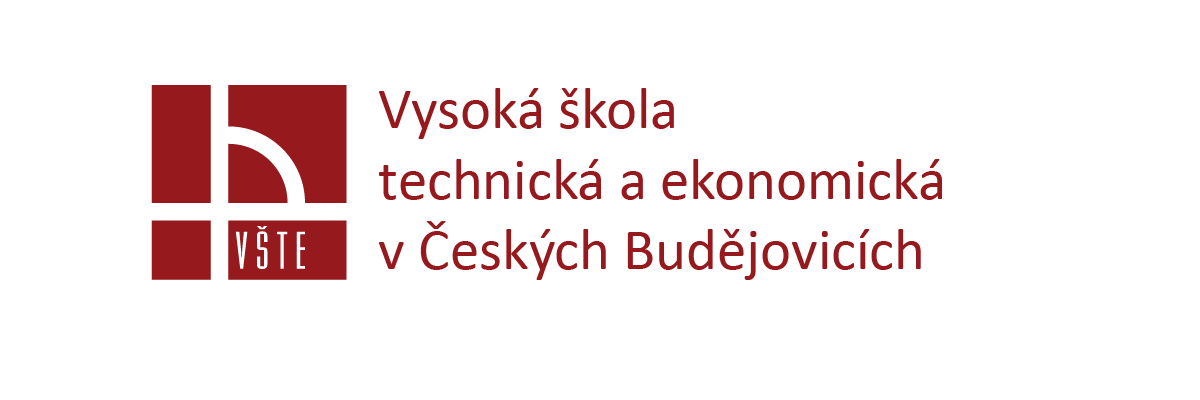 Vysoká škola
technická a ekonomická
v Českých Budějovicích
VŠTE